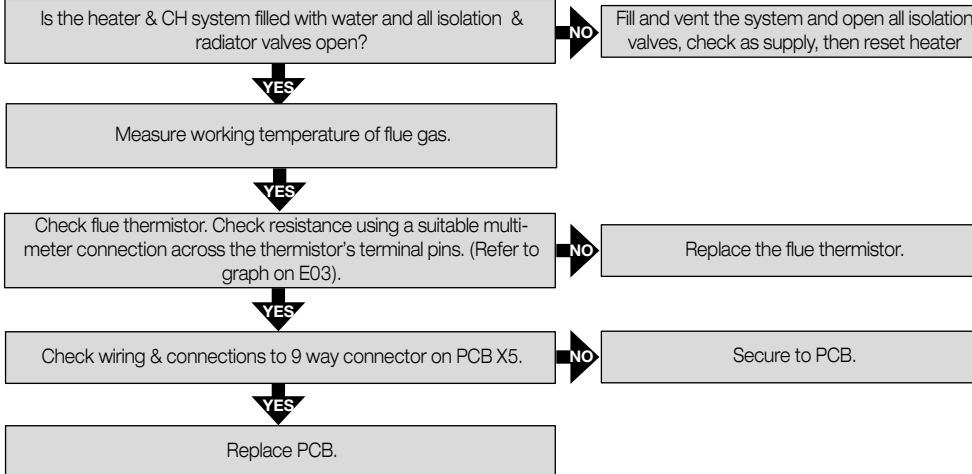 Is the heater & CH system filled with water and all isolation &
radiator valves open?
NO
Fill and vent the system and open all isolation
valves, check as supply, then reset heater
YES
Measure working temperature of flue gas.
YES
Check flue thermistor. Check resistance using a suitable multi-
meter connection across the thermistor's terminal pins. (Refer to
graph on E03).
NO
Replace the flue thermistor.
YES
Check wiring & connections to 9 way connector on PCB X5.
NO
Secure to PCB.
YES
Replace PCB.